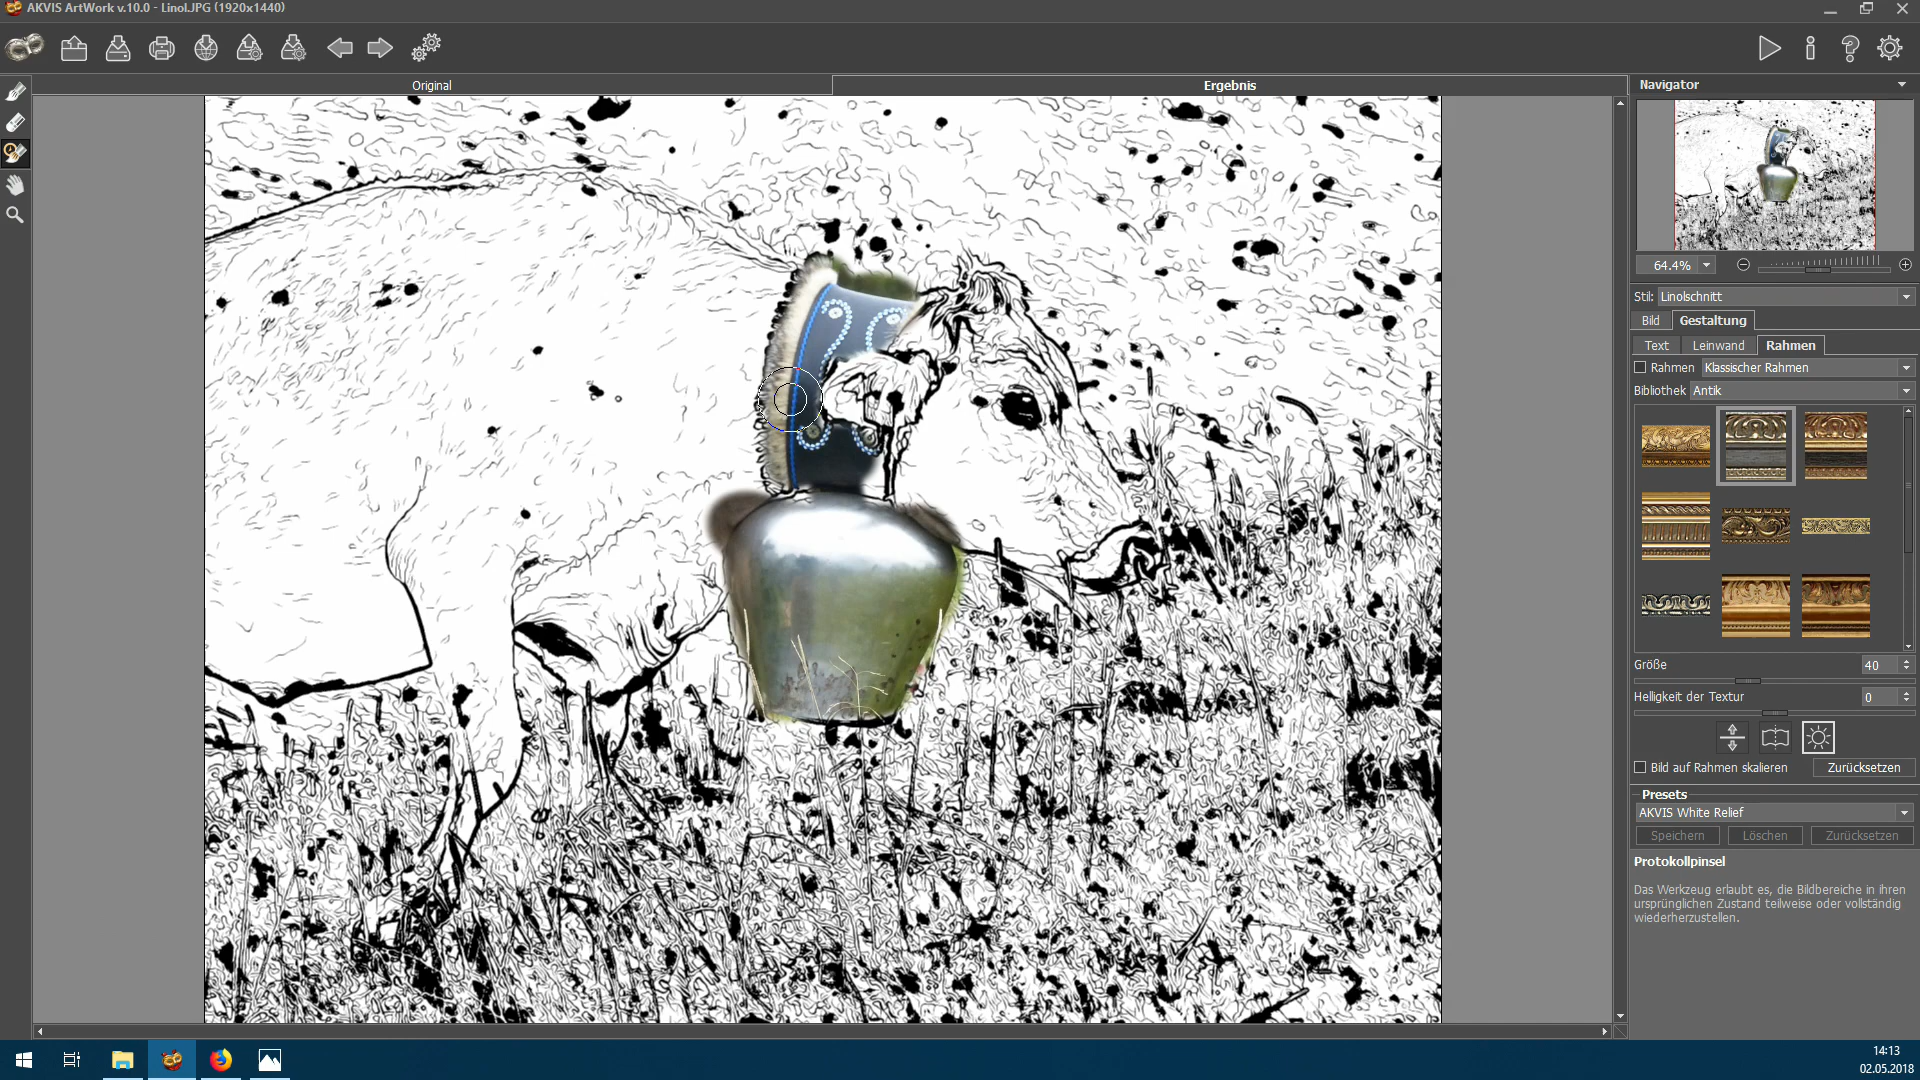 AKVIS ArtWork v.10.0 - Linol.JPG (1920x1440)
Original
Ergebnis
Navigator
64.4%
Stil: Linolschnitt
Bild Gestaltung
Text Leinwand Rahmen
Rahmen Klassischer Rahmen
Bibliothek Antik
Größe 40
Helligkeit der Textur 0
Bild auf Rahmen skalieren Zurücksetzen
Presets
AKVIS White Relief
Speichern Löschen Zurücksetzen
Protokollpinsel
Das Werkzeug erlaubt es, die Bildbereiche in ihren
ursprünglichen Zustand teilweise oder vollständig
wiederherzustellen.
14:13
02.05.2018